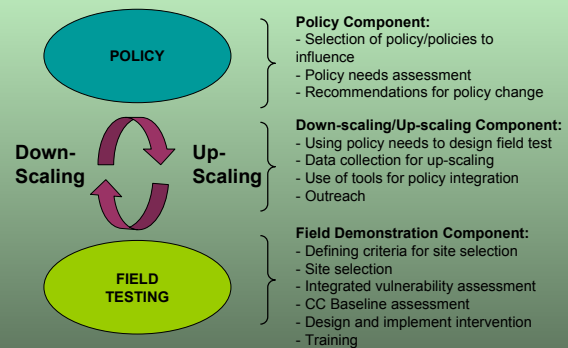 POLICY
Policy Component:
- Selection of policy/policies to
influence
- Policy needs assessment
- Recommendations for policy change
Down-
Scaling
Up-
Scaling
Down-scaling/Up-scaling Component:
- Using policy needs to design field test
- Data collection for up-scaling
- Use of tools for policy integration
- Outreach
FIELD
TESTING
Field Demonstration Component:
- Defining criteria for site selection
- Site selection
- Integrated vulnerability assessment
- CC Baseline assessment
- Design and implement intervention
- Training